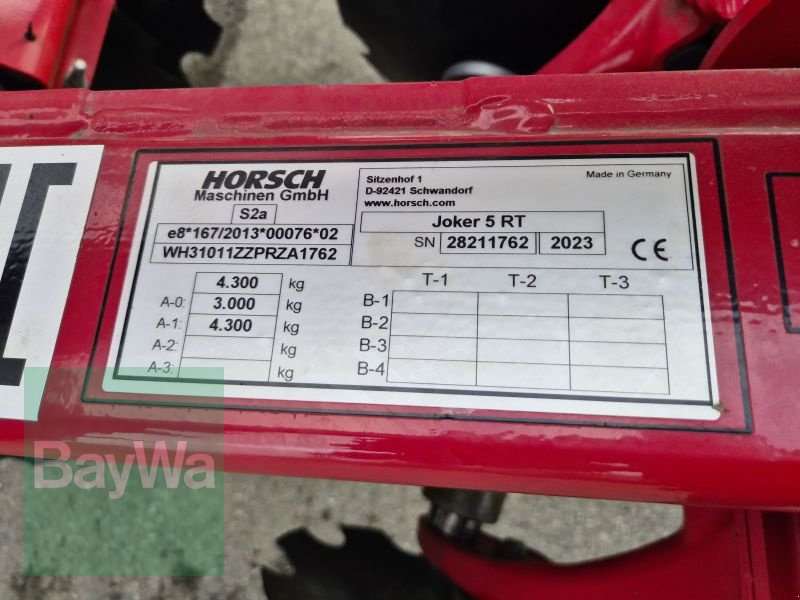 HORSCH
Maschinen GmbH
S2a
e8*167/2013*00076*02
WH31011ZZPRZA1762
Sitzenhof 1
D-92421 Schwandorf
www.horsch.com
Made in Germany
Joker 5 RT
SN 28211762 2023
CE
4.300 kg
A-0: 3.000 kg
A-1: 4.300 kg
A-2: kg
A-3: kg
T-1 T-2 T-3
B-1
B-2
B-3
B-4
BayWa